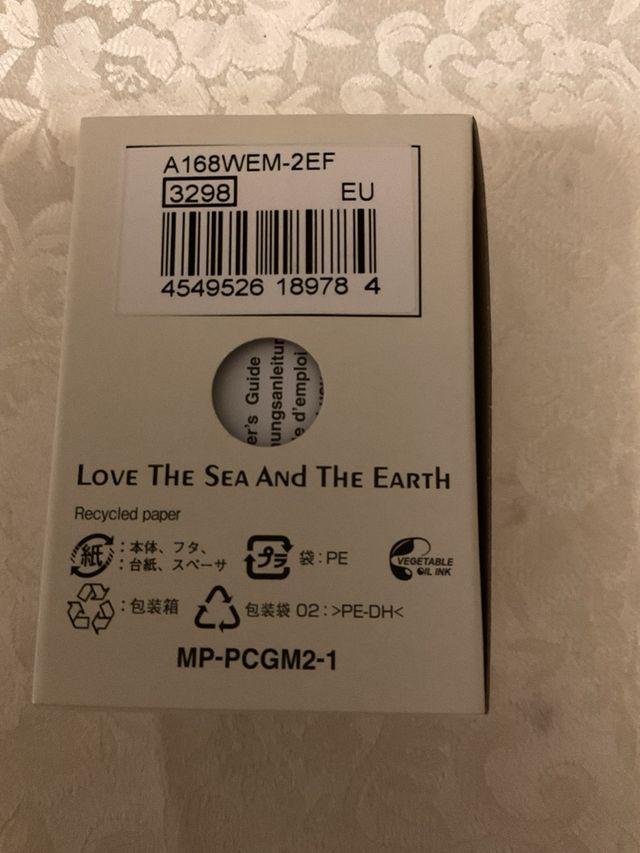 A168WEM-2EF
3298 EU
4549526 18978 4
er's Guide
ungsanleitur
e d'emploi
LOVE THE SEA ANd THE EARTh
Recycled paper
紙 :本体、フタ、
:台紙、スペーサ
プラ 袋:PE
VEGETABLE
OIL INK
:包装箱
包装袋 02:>PE-DH<
MP-PCGM2-1